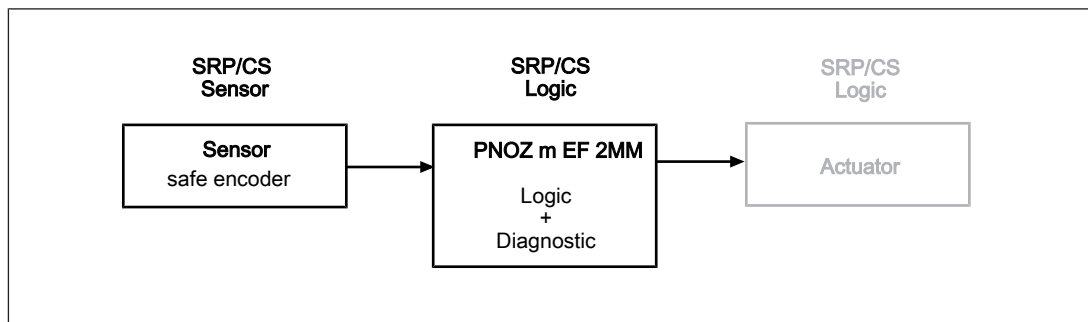 SRP/CS
Sensor
SRP/CS
Logic
SRP/CS
Logic
Sensor
safe encoder
PNOZ m EF 2MM
Logic
+
Diagnostic
Actuator